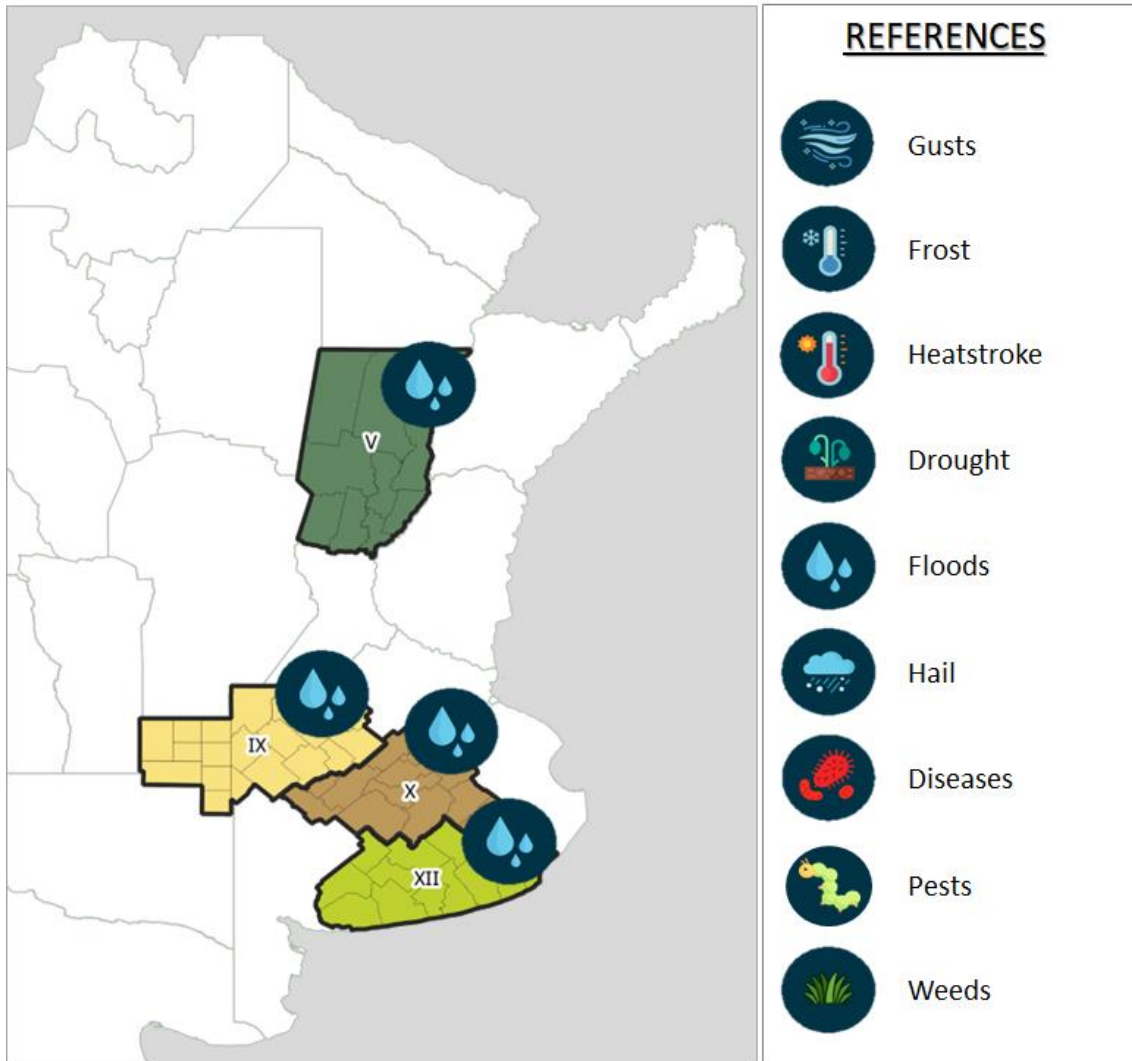 REFERENCES
Gusts
Frost
Heatstroke
Drought
Floods
Hail
Diseases
Pests
Weeds
V
IX
X
XII